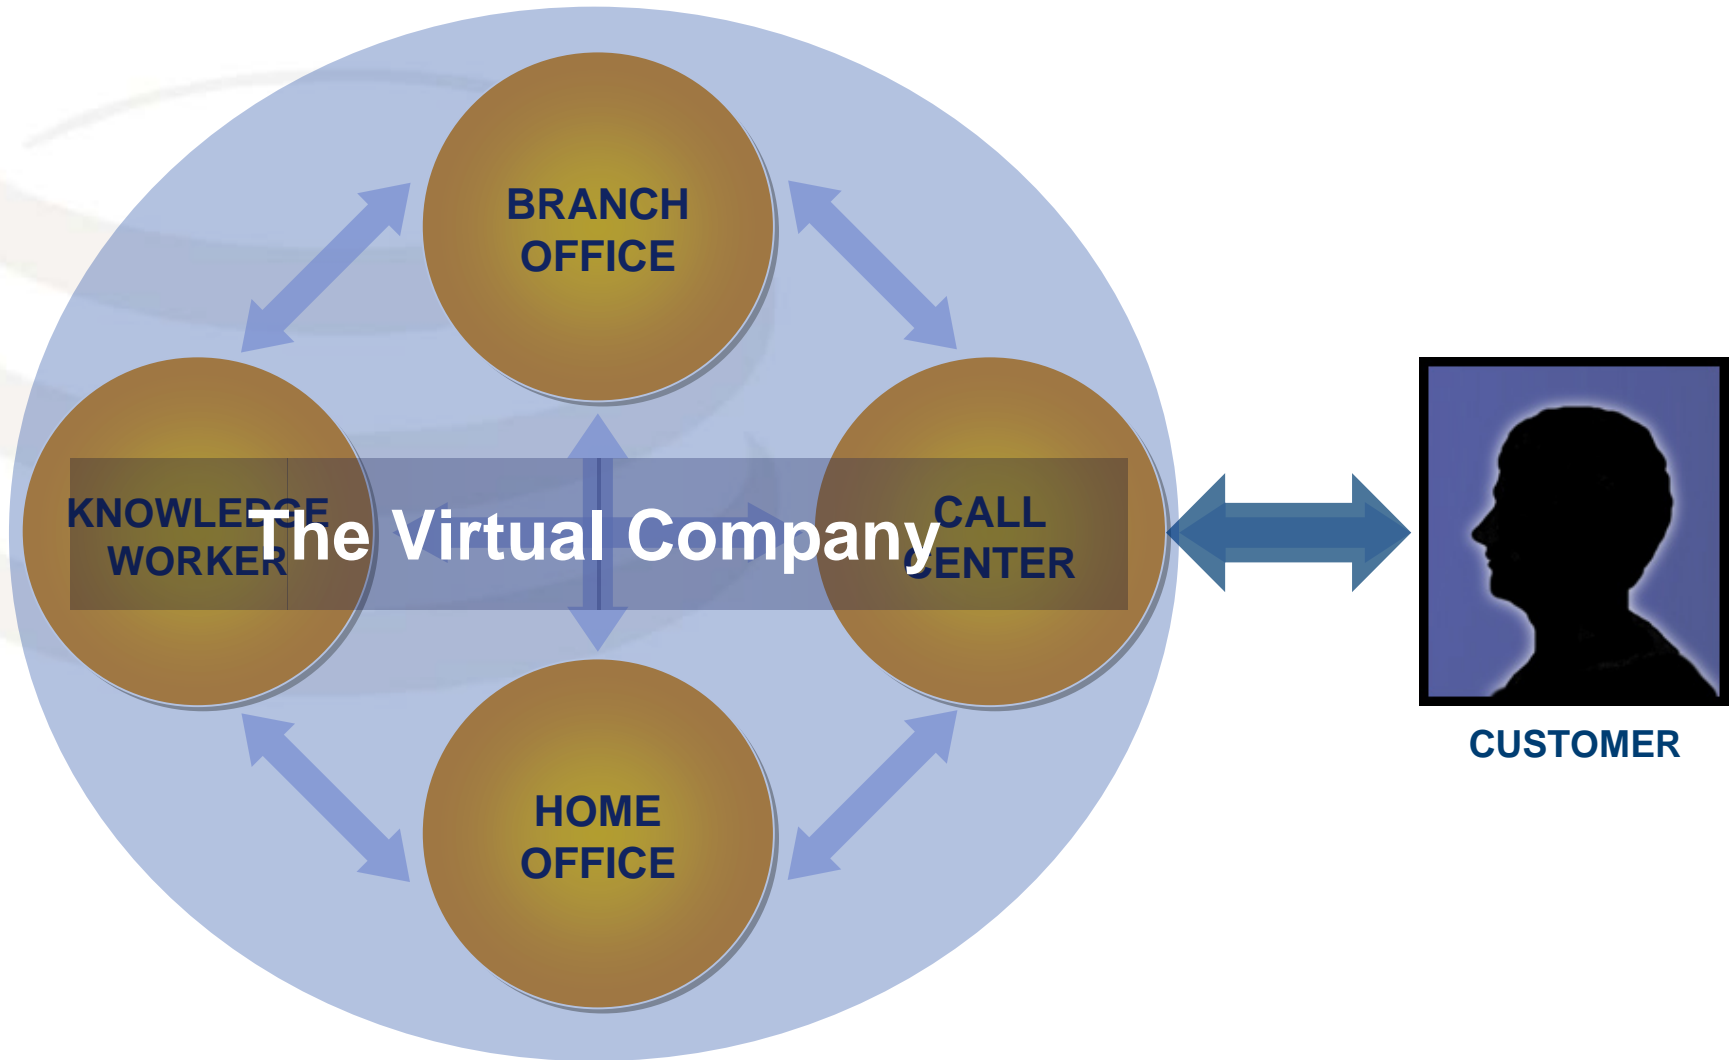 BRANCH
OFFICE
KNOWLEDGE
WORKER
The Virtual Company
CALL
CENTER
HOME
OFFICE
CUSTOMER